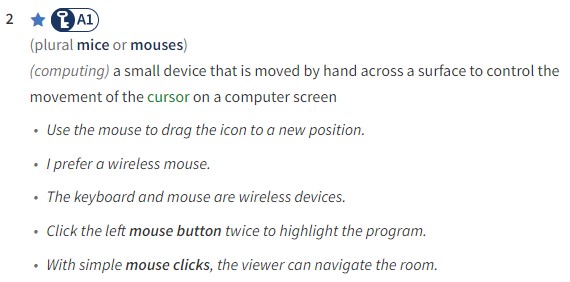 2 A1
(plural mice or mouses)
(computing) a small device that is moved by hand across a surface to control the
movement of the cursor on a computer screen
• Use the mouse to drag the icon to a new position.
• I prefer a wireless mouse.
• The keyboard and mouse are wireless devices.
• Click the left mouse button twice to highlight the program.
• With simple mouse clicks, the viewer can navigate the room.